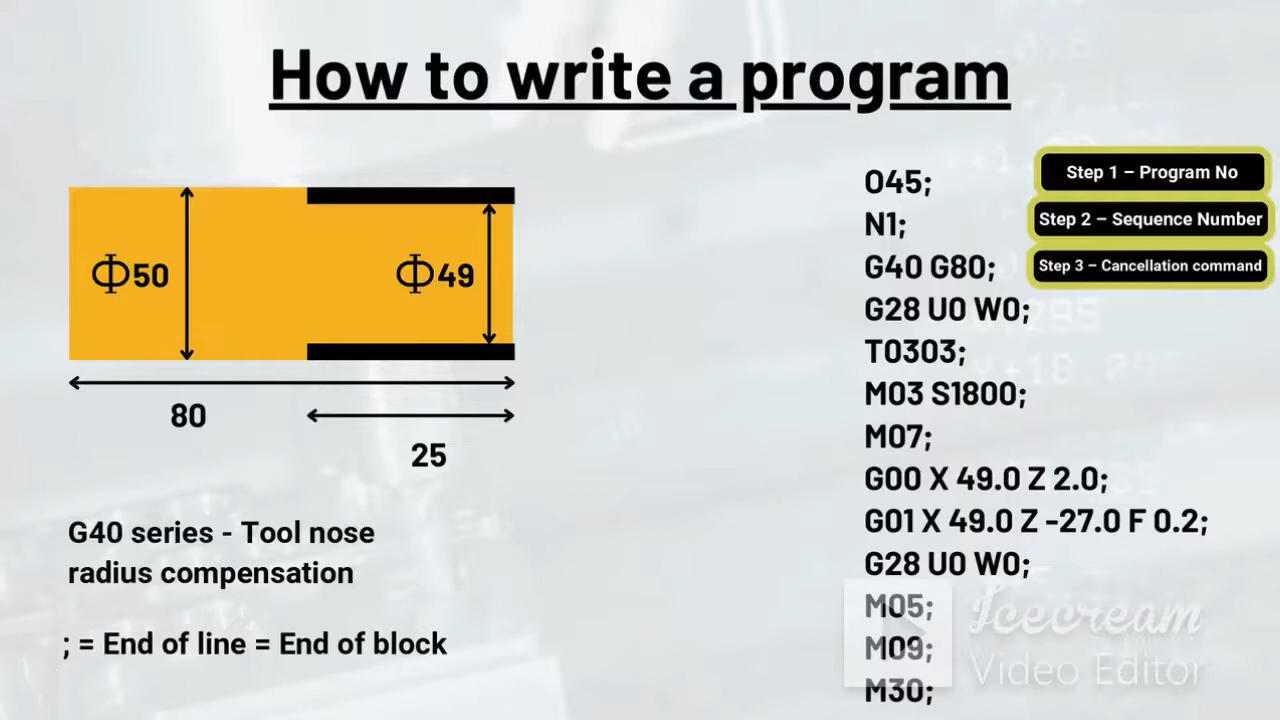 How to write a program
Φ50
Φ49
80
25
G40 series - Tool nose
radius compensation
; = End of line = End of block
O45;
N1;
G40 G80;
G28 U0 W0;
T0303;
M03 S1800;
M07;
G00 X 49.0 Z 2.0;
G01 X 49.0 Z -27.0 F 0.2;
G28 U0 W0;
M05;
M09;
M30;
Step 1 – Program No
Step 2 – Sequence Number
Step 3 – Cancellation command
Icecream
Video Editor